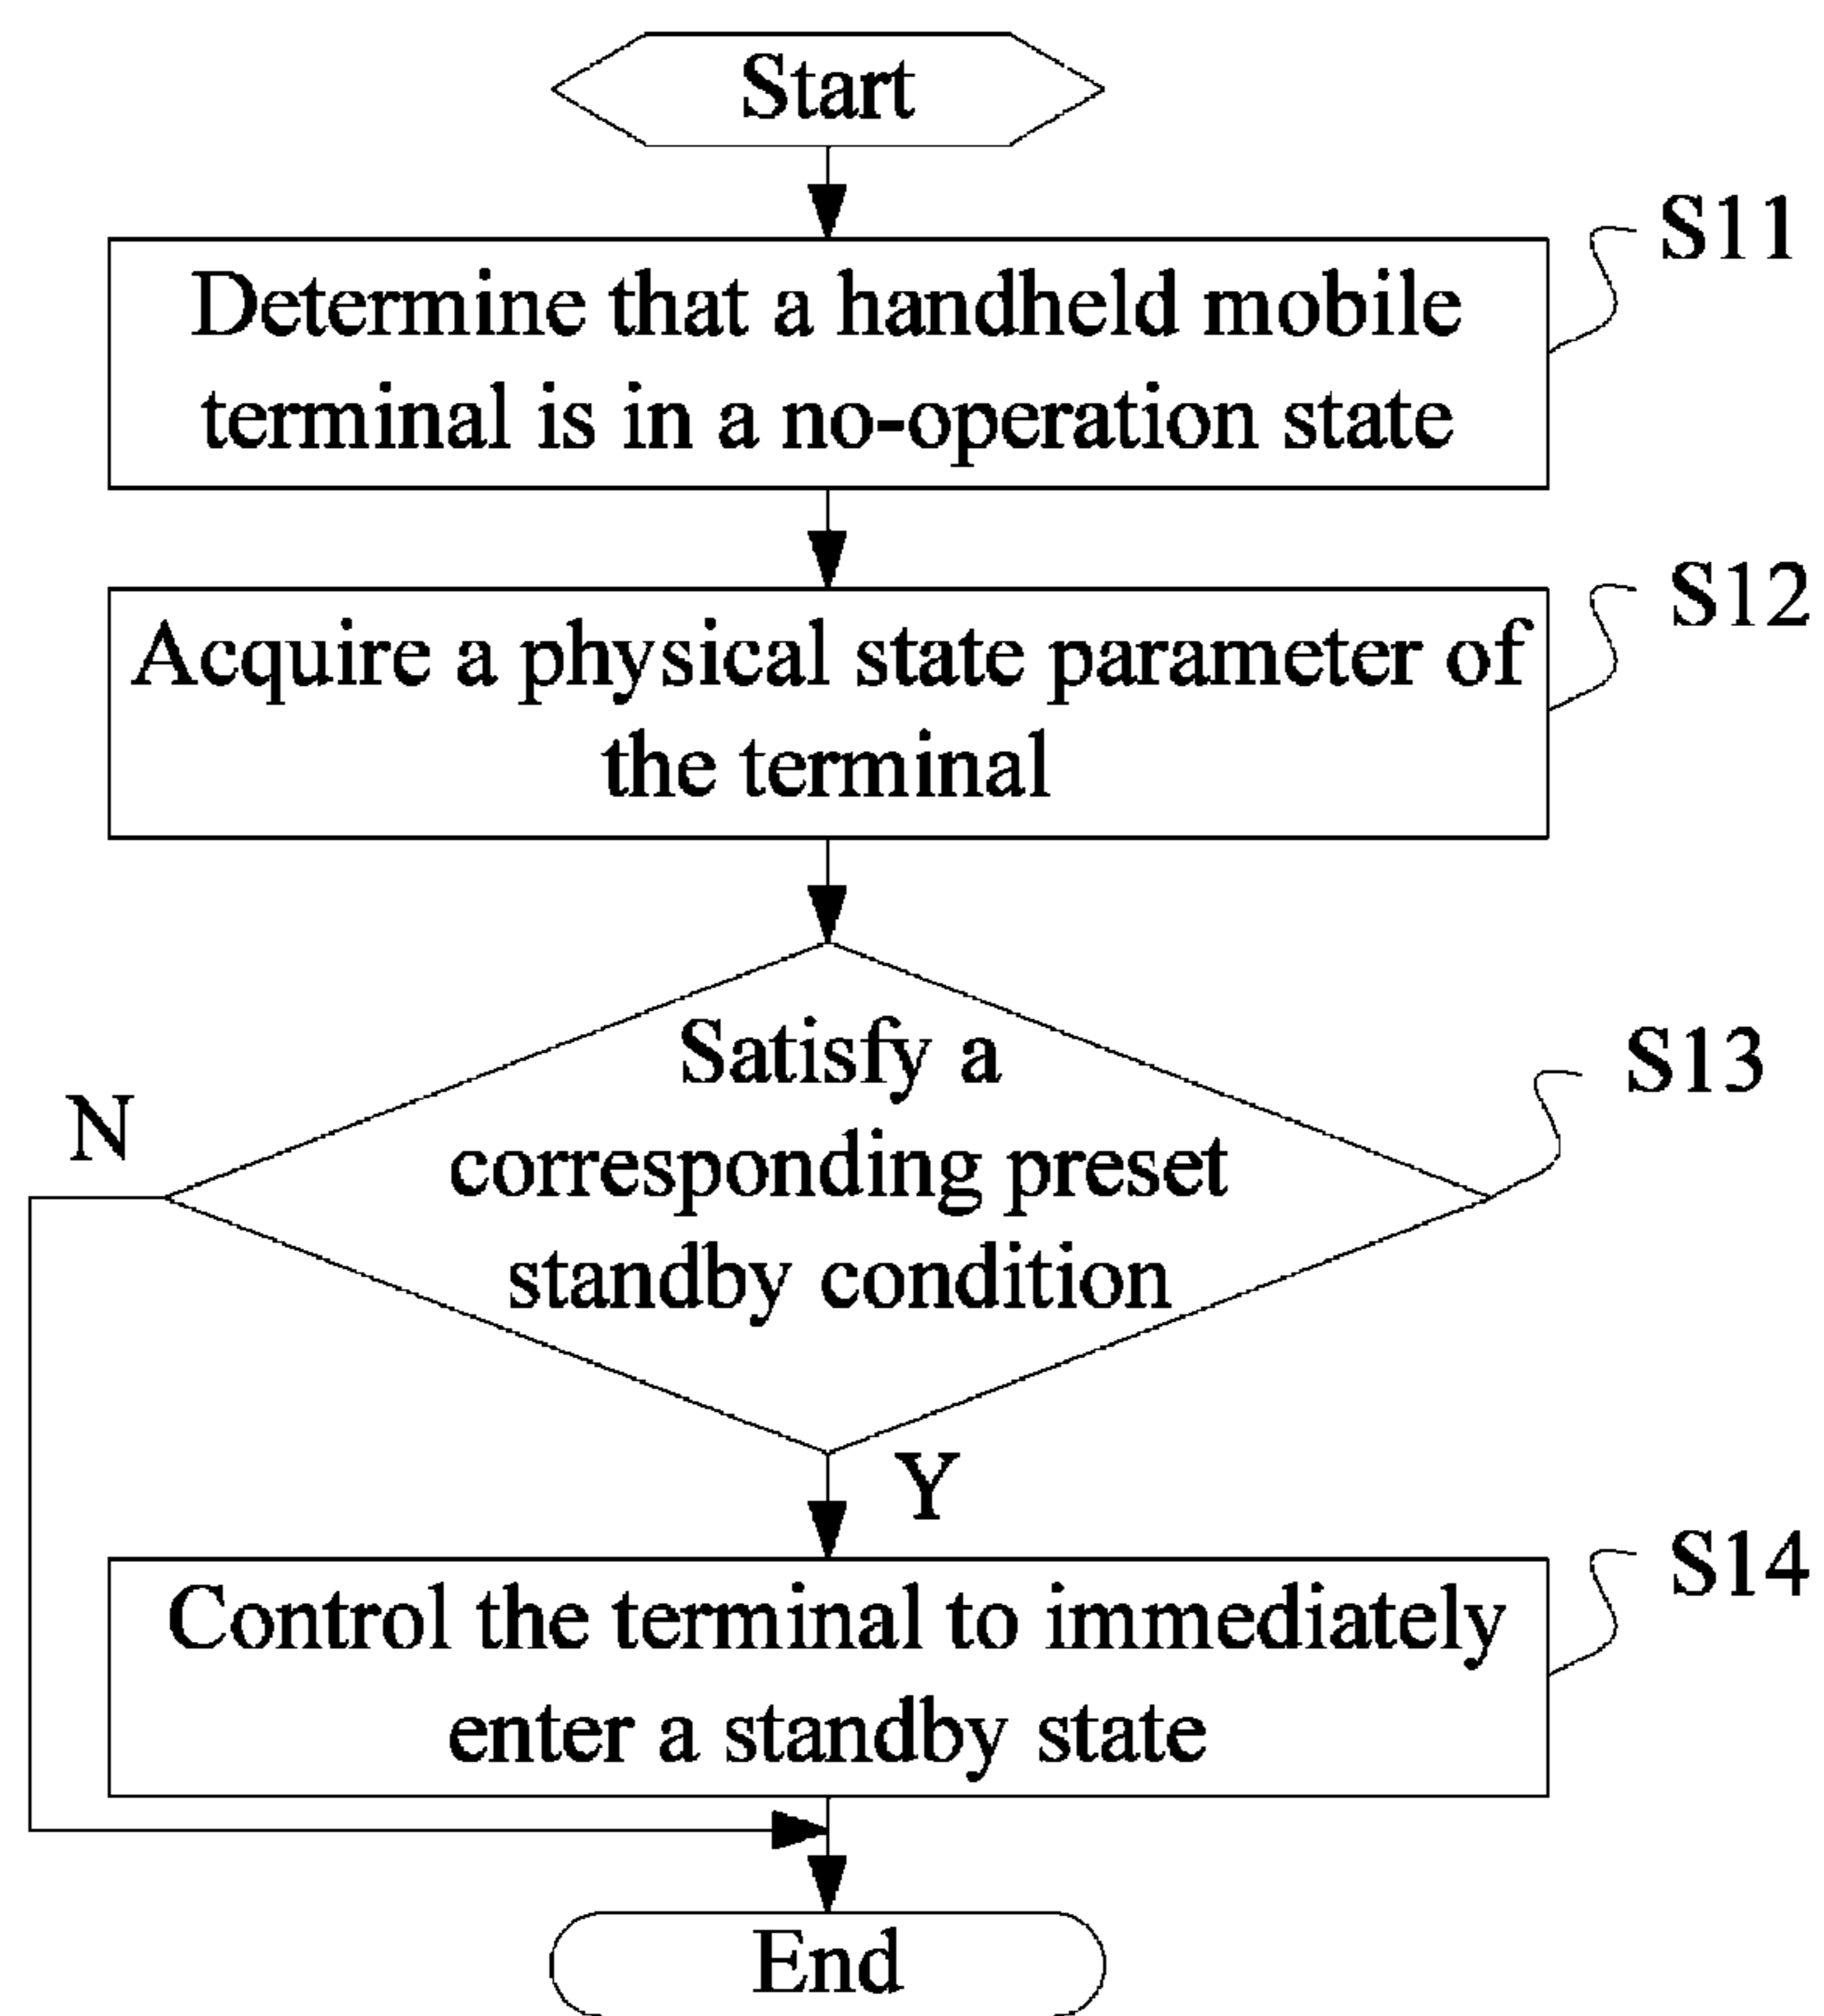 Start
S11
Determine that a handheld mobile
terminal is in a no-operation state
S12
Acquire a physical state parameter of
the terminal
S13
Satisfy a
corresponding preset
standby condition
N
Y
S14
Control the terminal to immediately
enter a standby state
End